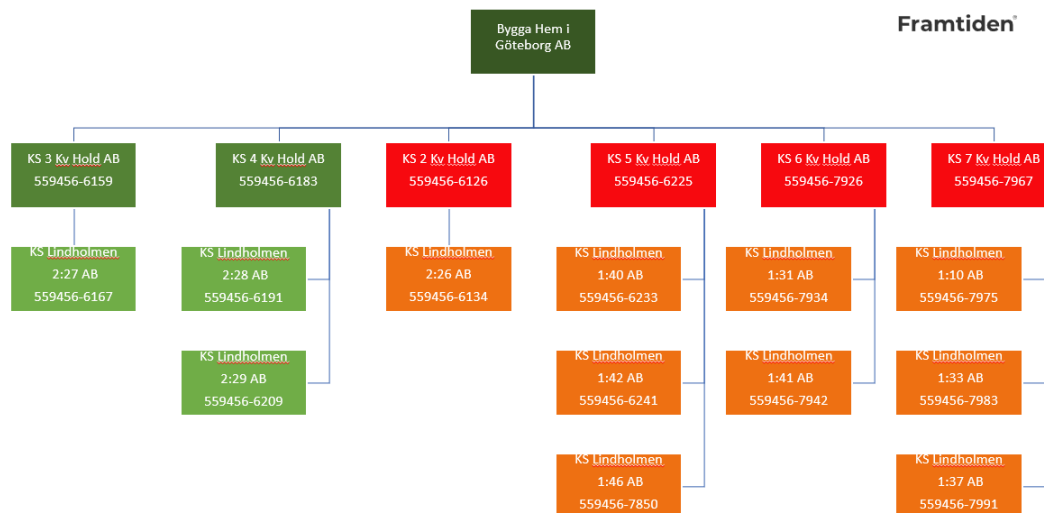 Framtiden
Bygga Hem i
Göteborg AB
KS 3 Kv Hold AB
559456-6159
KS 4 Kv Hold AB
559456-6183
KS 2 Kv Hold AB
559456-6126
KS 5 Kv Hold AB
559456-6225
KS 6 Kv Hold AB
559456-7926
KS 7 Kv Hold AB
559456-7967
KS Lindholmen
2:27 AB
559456-6167
KS Lindholmen
2:28 AB
559456-6191
KS Lindholmen
2:26 AB
559456-6134
KS Lindholmen
1:40 AB
559456-6233
KS Lindholmen
1:31 AB
559456-7934
KS Lindholmen
1:10 AB
559456-7975
KS Lindholmen
2:29 AB
559456-6209
KS Lindholmen
1:42 AB
559456-6241
KS Lindholmen
1:41 AB
559456-7942
KS Lindholmen
1:33 AB
559456-7983
KS Lindholmen
1:46 AB
559456-7850
KS Lindholmen
1:37 AB
559456-7991